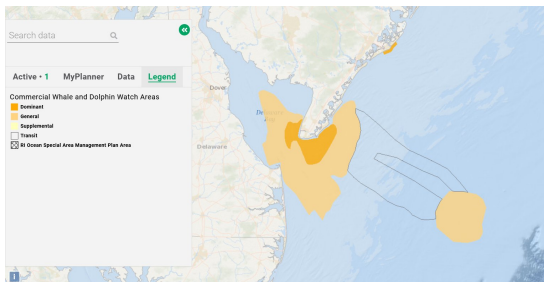 Search data
Active • 1 MyPlanner Data Legend
Commercial Whale and Dolphin Watch Areas
Dominant
General
Supplemental
Transit
RI Ocean Special Area Management Plan Area
Dove
Delaware
i